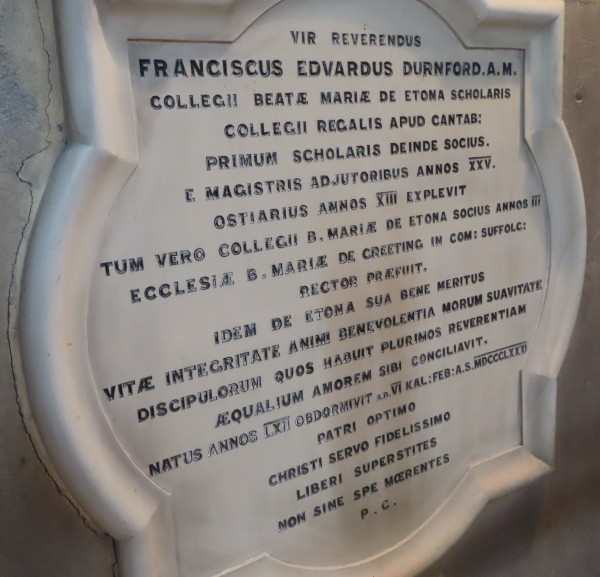 VIR REVERENDUS
FRANCISCUS EDVARDUS DURNFORD.A.M.
COLLEGII BEATÆ MARIÆ DE ETONA SCHOLARIS
COLLEGII REGALIS APUD CANTAB:
PRIMUM SCHOLARIS DEINDE SOCIUS.
E MAGISTRIS ADJUTORIBUS ANNOS XXV.
OSTIARIUS ANNOS XIII EXPLEVIT
TUM VERO COLLEGII B. MARIÆ DE ETONA SOCIUS ANNOS III
ECCLESIÆ B. MARIÆ DE CREETING IN COM: SUFFOLC:
RECTOR PRÆFUIT.
IDEM DE ETONA SUA BENE MERITUS
VITÆ INTEGRITATE ANIMI BENEVOLENTIA MORUM SUAVITATE
DISCIPULORUM QUOS HABUIT PLURIMOS REVERENTIAM
ÆQUALIUM AMOREM SIBI CONCILIAVIT.
NATUS ANNOS LXII OBDORMIVIT A.D. VI KAL: FEB: A.S.
PATRI OPTIMO
CHRISTI SERVO FIDELISSIMO
LIBERI SUPERSTITES
NON SINE SPE MŒRENTES
P. C.